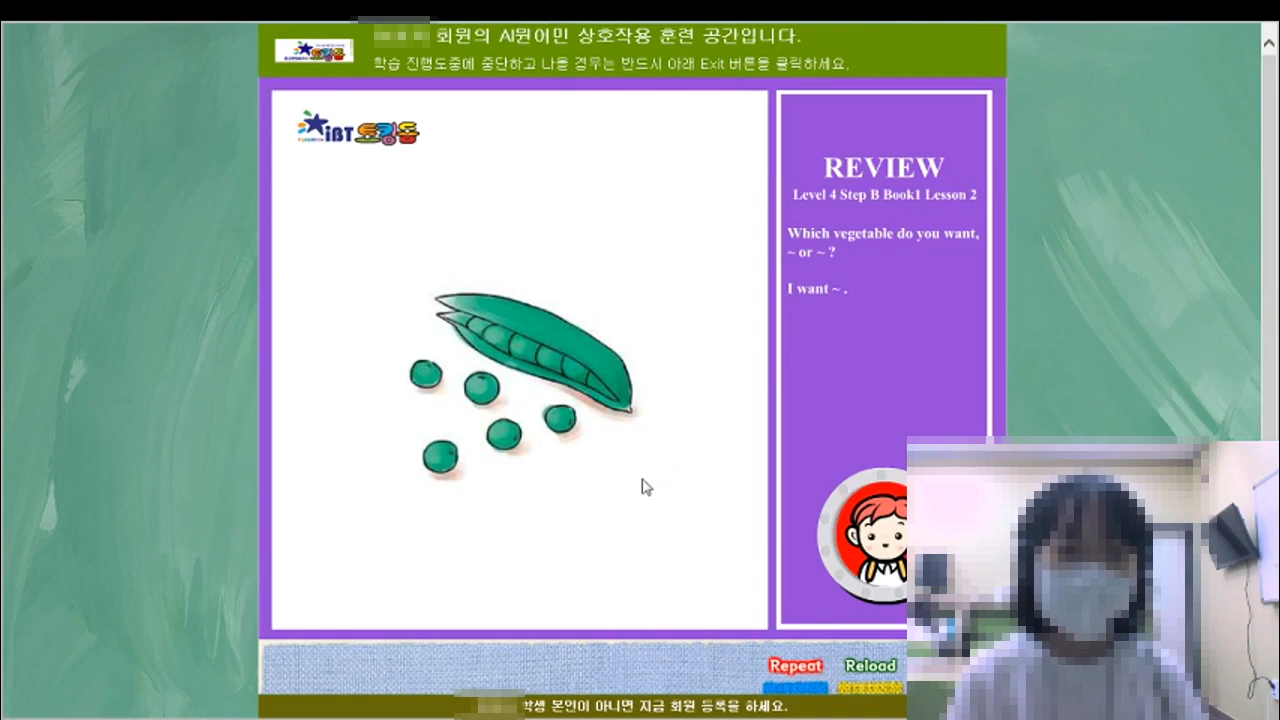 회원의 AI원어민 상호작용 훈련 공간입니다.
학습 진행도중에 중단하고 나올 경우는 반드시 아래 Exit 버튼을 클릭하세요.
토킹돔
iBT 토킹돔
REVIEW
Level 4 Step B Book1 Lesson 2
Which vegetable do you want,
~ or ~ ?
I want ~ .
Repeat
Reload
학생 본인이 아니면 지금 회원 등록을 하세요.